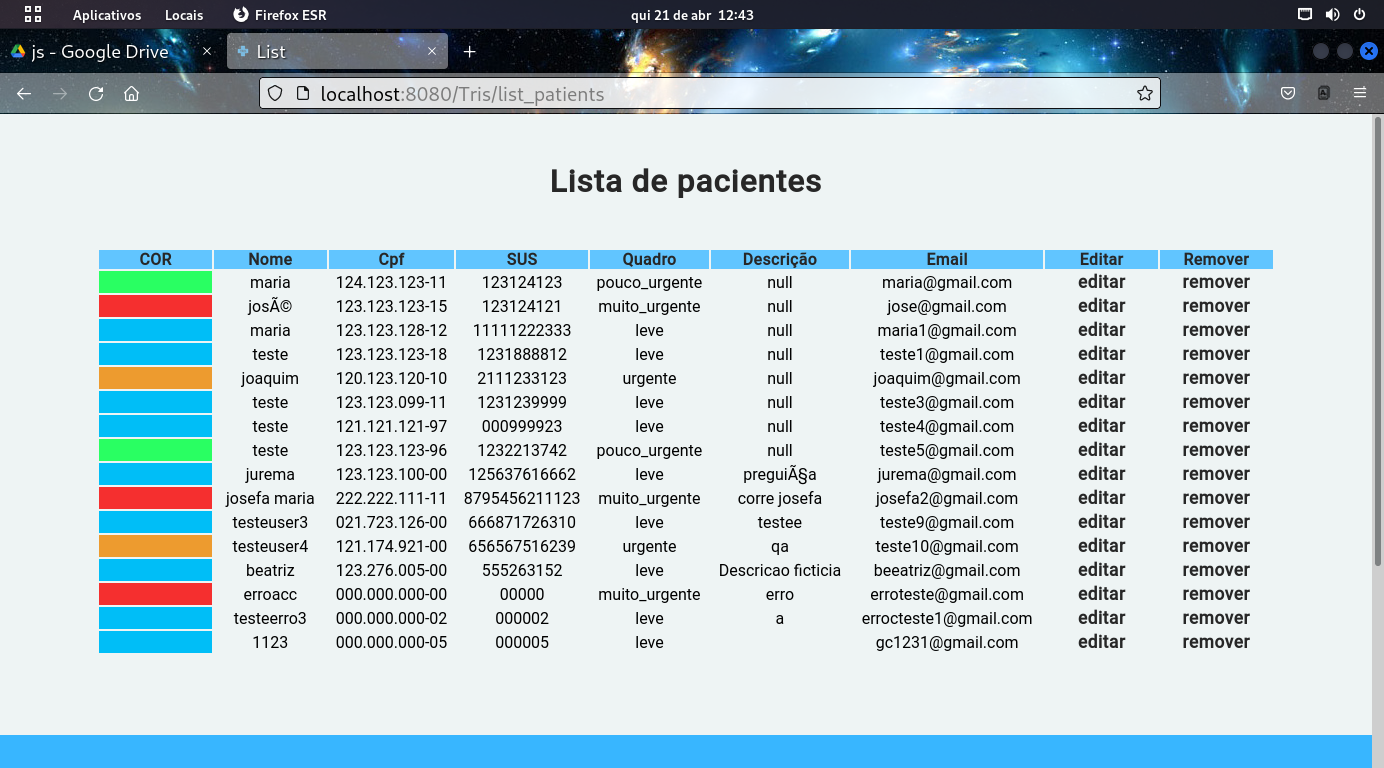 Aplicativos Locais Firefox ESR qui 21 de abr 12:43
js - Google Drive List
localhost:8080/Tris/list_patients
Lista de pacientes
COR Nome Cpf SUS Quadro Descrição Email Editar Remover
maria 124.123.123-11 123124123 pouco_urgente null maria@gmail.com editar remover
josÃ© 123.123.123-15 123124121 muito_urgente null jose@gmail.com editar remover
maria 123.123.128-12 11111222333 leve null maria1@gmail.com editar remover
teste 123.123.123-18 1231888812 leve null teste1@gmail.com editar remover
joaquim 120.123.120-10 2111233123 urgente null joaquim@gmail.com editar remover
teste 123.123.099-11 1231239999 leve null teste3@gmail.com editar remover
teste 121.121.121-97 000999923 leve null teste4@gmail.com editar remover
teste 123.123.123-96 1232213742 pouco_urgente null teste5@gmail.com editar remover
jurema 123.123.100-00 125637616662 leve preguiÃ§a jurema@gmail.com editar remover
josefa maria 222.222.111-11 8795456211123 muito_urgente corre josefa josefa2@gmail.com editar remover
testeuser3 021.723.126-00 666871726310 leve testee teste9@gmail.com editar remover
testeuser4 121.174.921-00 656567516239 urgente qa teste10@gmail.com editar remover
beatriz 123.276.005-00 555263152 leve Descricao ficticia beeatriz@gmail.com editar remover
erroacc 000.000.000-00 00000 muito_urgente erro erroteste@gmail.com editar remover
testeerro3 000.000.000-02 000002 leve a errocteste1@gmail.com editar remover
1123 000.000.000-05 000005 leve gc1231@gmail.com editar remover